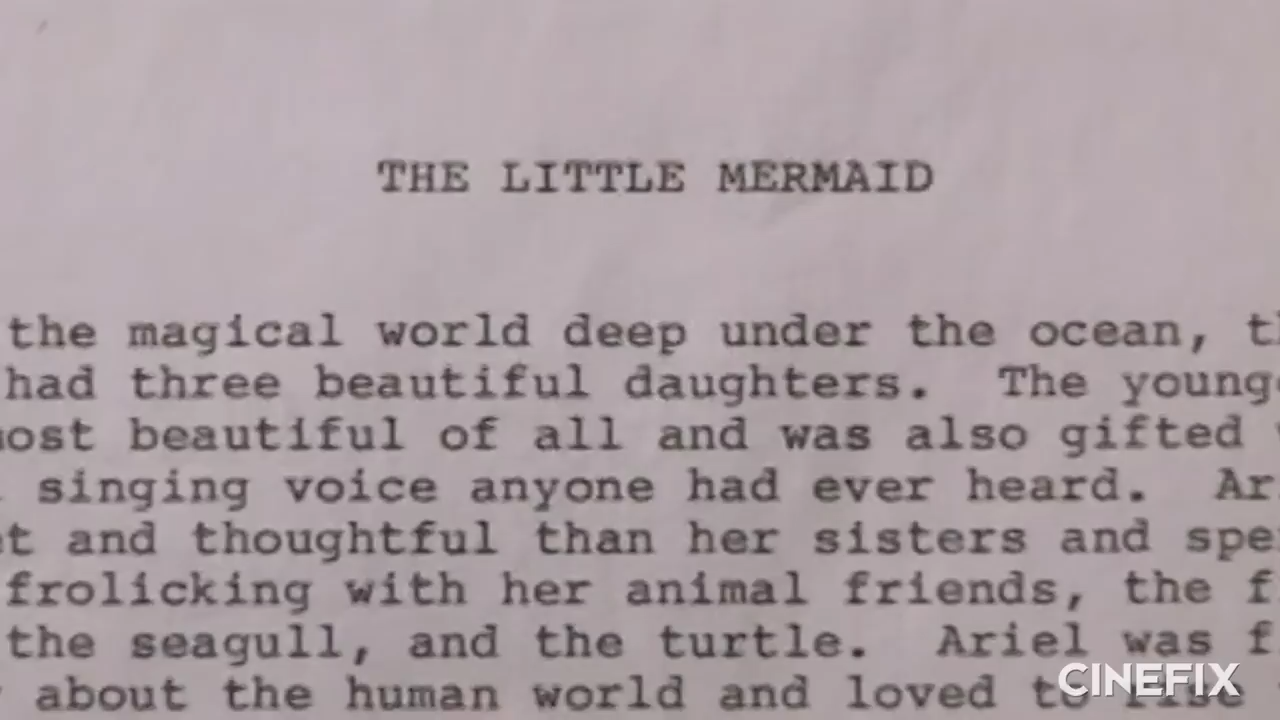 THE LITTLE MERMAID
the magical world deep under the ocean,
had three beautiful daughters. The
beautiful of all and was also gifted
singing voice anyone had ever heard.
and thoughtful than her sisters and
frolicking with her animal friends, the
the seagull, and the turtle. Ariel was
about the human world and loved to rise
CINEFIX